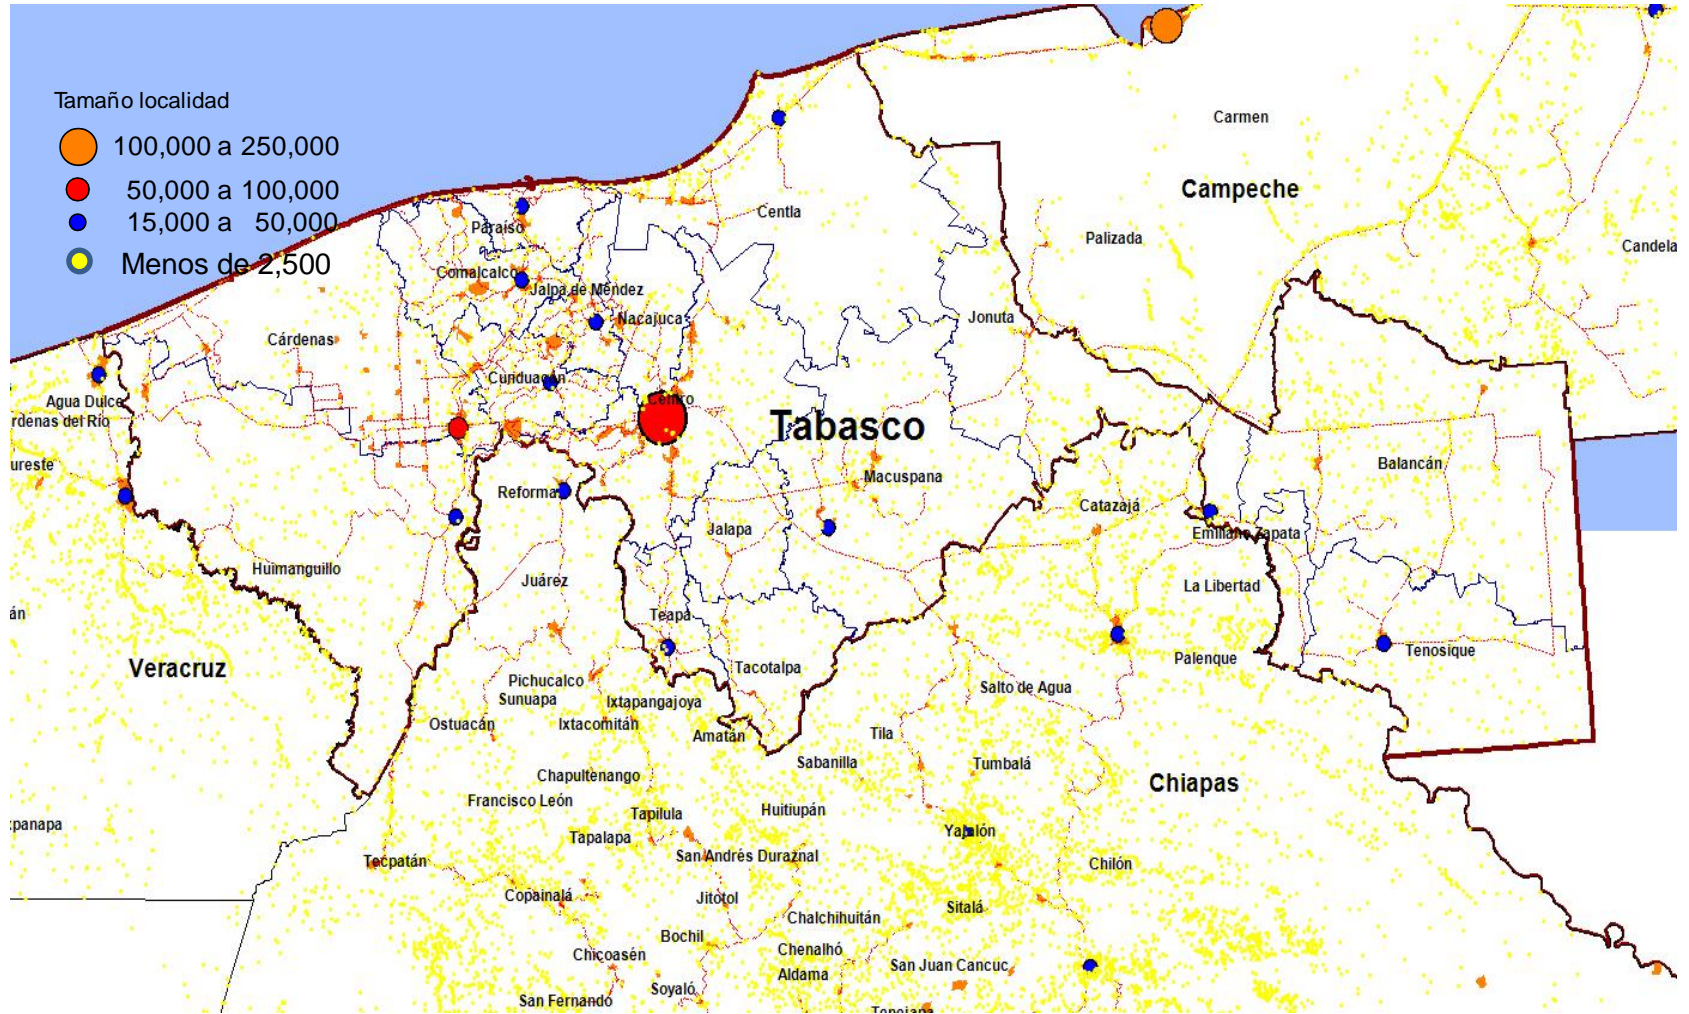 Tamaño localidad
100,000 a 250,000
50,000 a 100,000
15,000 a 50,000
Menos de 2,500
Carmen
Campeche
Centla
Paraíso
Palizada
Candela
Comalcalco
Jalpa de Méndez
Nacajuca
Jonuta
Cárdenas
Cunduacán
Centro
Agua Dulce
rdenas del Río
Tabasco
ureste
Balancán
Macuspana
Reforma
Catazajá
Jalapa
Emiliano Zapata
Huimanguillo
Juárez
La Libertad
án
Teapa
Tenosique
Palenque
Veracruz
Tacotalpa
Pichucalco
Salto de Agua
Sunuapa
Ixtapangajoya
Ostuacán
Ixtacomitán
Amatán
Tila
Sabanilla
Tumbalá
Chapultenango
Chiapas
Francisco León
Huitiupán
Tapilula
xpanapa
Tapalapa
Yajalón
San Andrés Duraznal
Tecpatán
Chilón
Copainalá
Jitotol
Sitalá
Chalchihuitán
Bochil
Chenalhó
Chicoasén
San Juan Cancuc
Aldama
Soyaló
San Fernando
Tenejapa